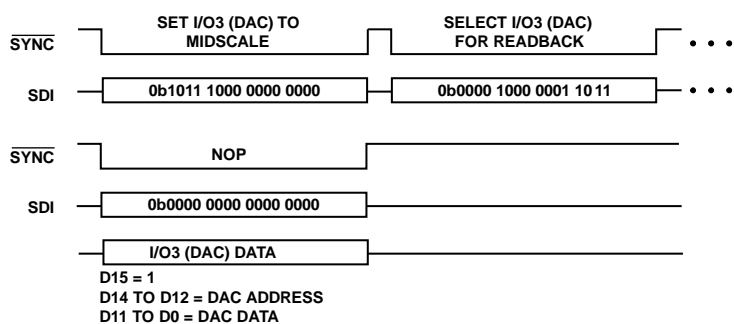 SET I/O3 (DAC) TO
MIDSCALE
SELECT I/O3 (DAC)
FOR READBACK
SYNC
SDI
0b1011 1000 0000 0000
0b0000 1000 0001 1011
SYNC
NOP
SDI
0b0000 0000 0000 0000
I/O3 (DAC) DATA
D15 = 1
D14 TO D12 = DAC ADDRESS
D11 TO D0 = DAC DATA